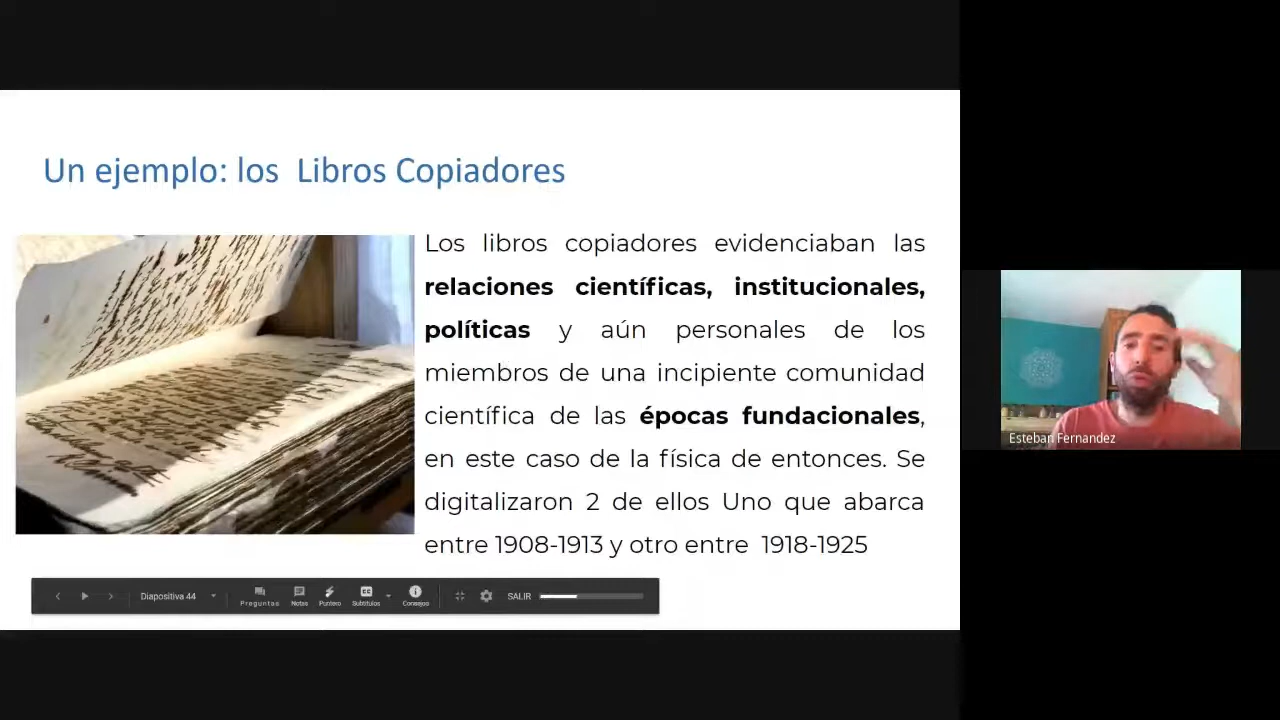 Un ejemplo: los  Libros Copiadores
Los libros copiadores evidenciaban las
relaciones científicas, institucionales,
políticas y aún personales de los
miembros de una incipiente comunidad
científica de las épocas fundacionales,
en este caso de la física de entonces. Se
digitalizaron 2 de ellos Uno que abarca
entre 1908-1913 y otro entre  1918-1925
Esteban Fernandez
Diapositiva 44
Preguntas Notas Puntero Subtítulos Consejos
SALIR